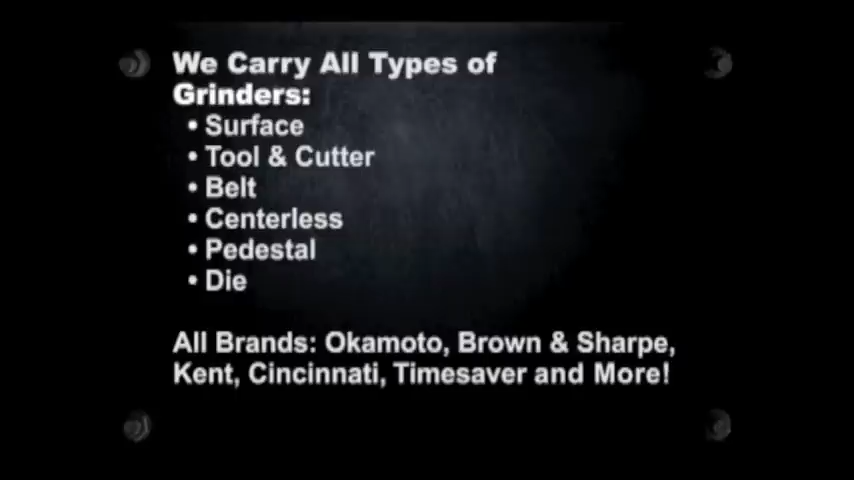 We Carry All Types of
Grinders:
• Surface
• Tool & Cutter
• Belt
• Centerless
• Pedestal
• Die
All Brands: Okamoto, Brown & Sharpe,
Kent, Cincinnati, Timesaver and More!